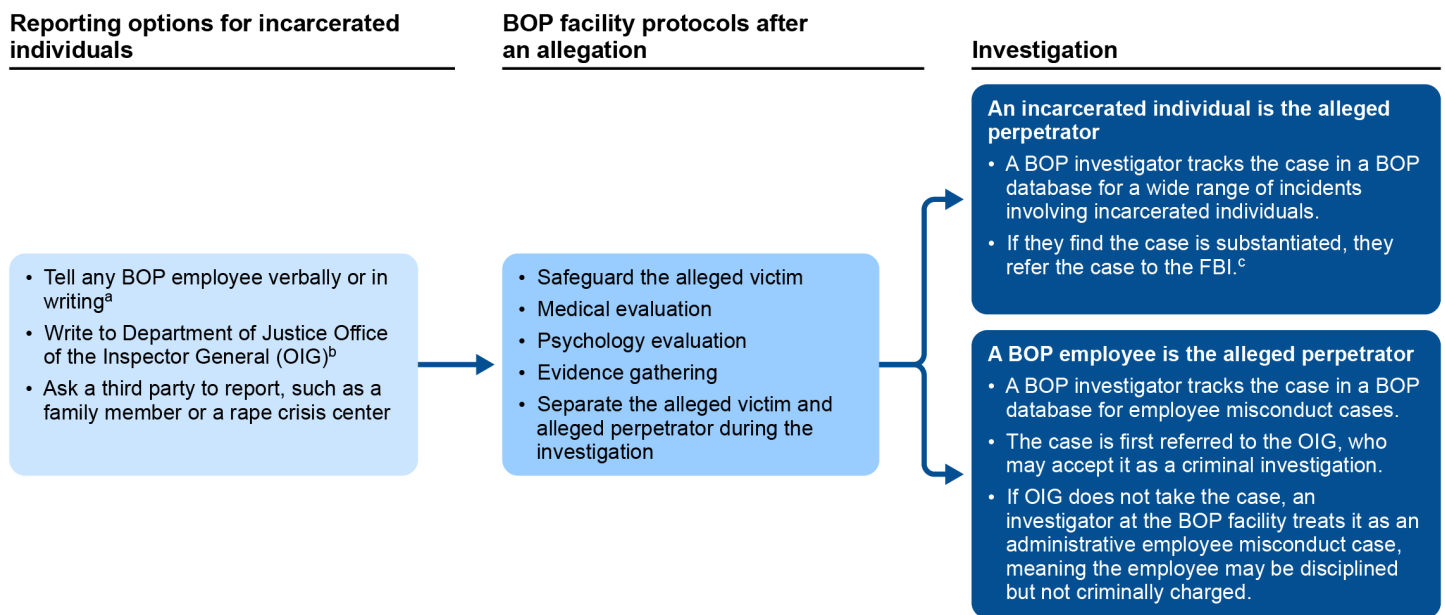 Reporting options for incarcerated
individuals
• Tell any BOP employee verbally or in
writingᵃ
• Write to Department of Justice Office
of the Inspector General (OIG)ᵇ
• Ask a third party to report, such as a
family member or a rape crisis center
BOP facility protocols after
an allegation
• Safeguard the alleged victim
• Medical evaluation
• Psychology evaluation
• Evidence gathering
• Separate the alleged victim and
alleged perpetrator during the
investigation
Investigation
An incarcerated individual is the alleged
perpetrator
• A BOP investigator tracks the case in a BOP
database for a wide range of incidents
involving incarcerated individuals.
• If they find the case is substantiated, they
refer the case to the FBI.ᶜ
A BOP employee is the alleged perpetrator
• A BOP investigator tracks the case in a BOP
database for employee misconduct cases.
• The case is first referred to the OIG, who
may accept it as a criminal investigation.
• If OIG does not take the case, an
investigator at the BOP facility treats it as an
administrative employee misconduct case,
meaning the employee may be disciplined
but not criminally charged.